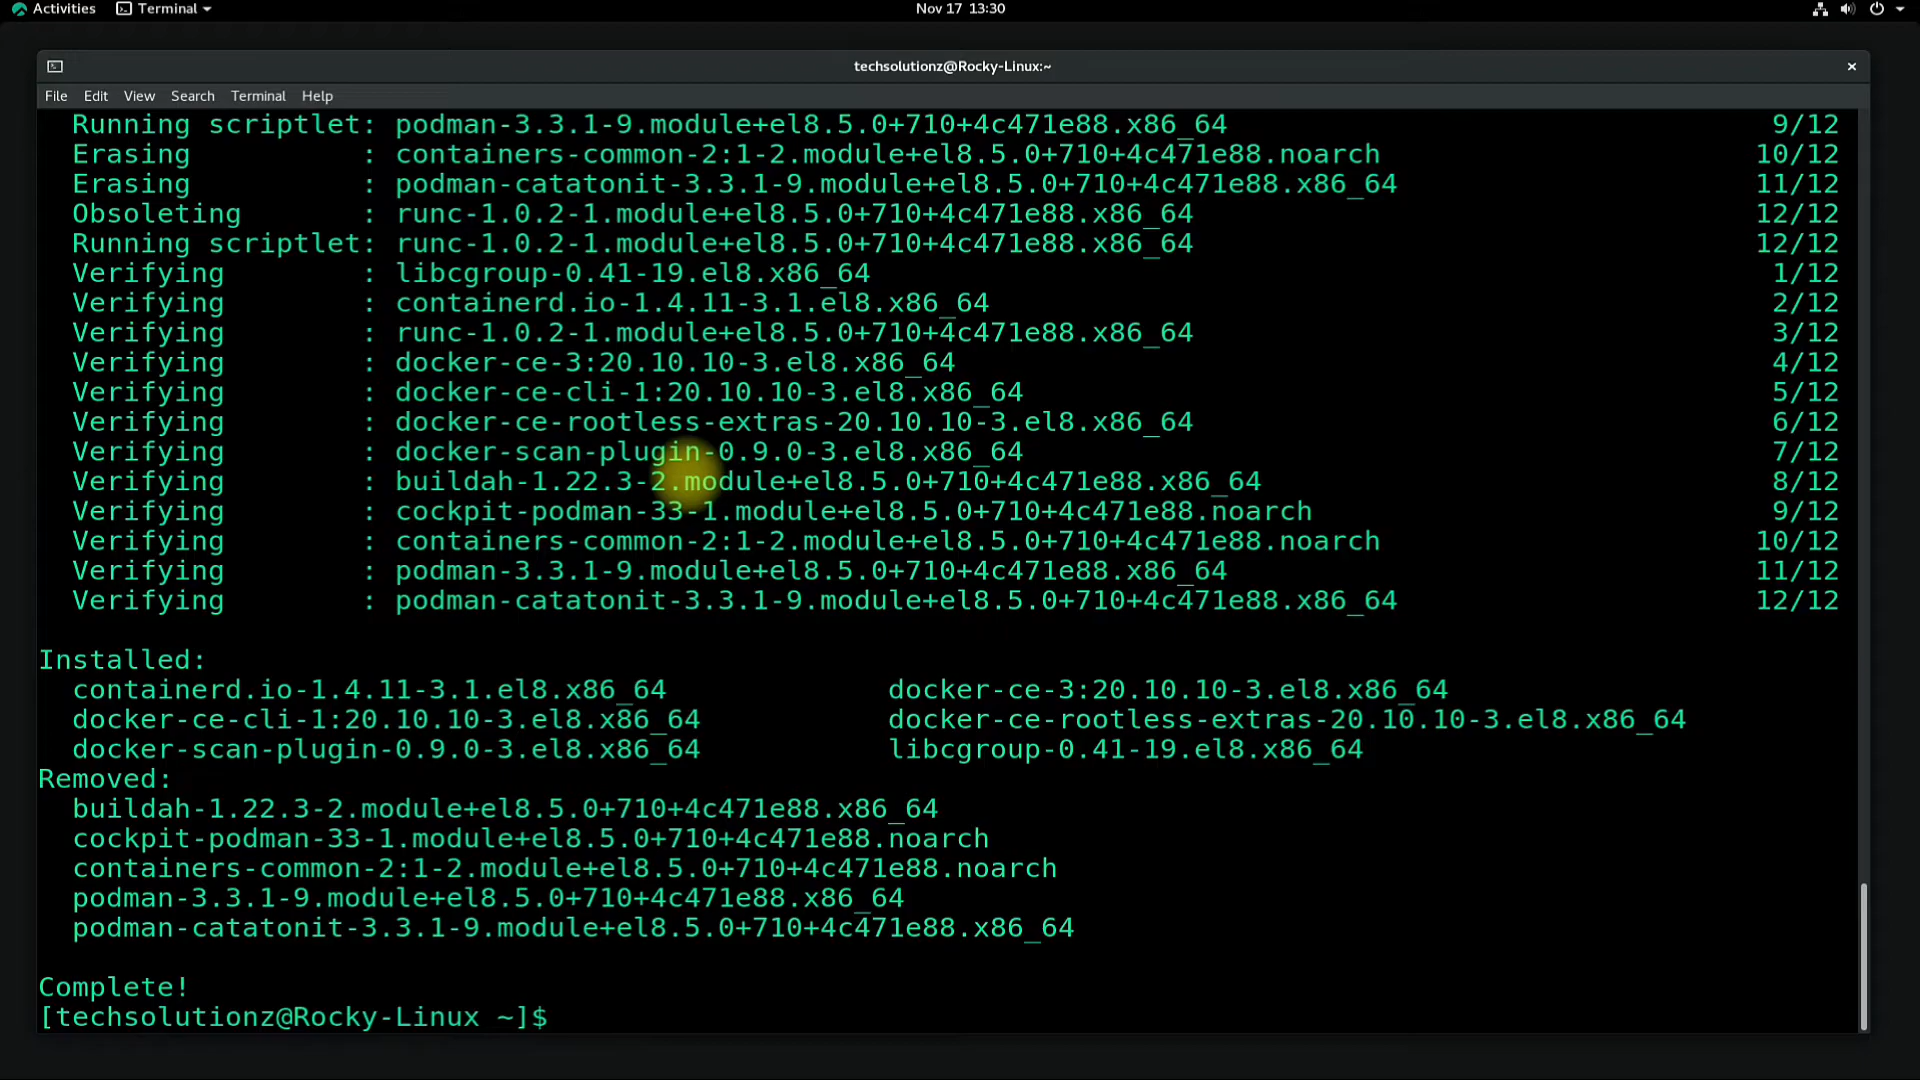 Activities Terminal Nov 17 13:30
techsolutionz@Rocky-Linux:~ ×
File Edit View Search Terminal Help
Running scriptlet: podman-3.3.1-9.module+el8.5.0+710+4c471e88.x86_64 9/12
Erasing : containers-common-2:1-2.module+el8.5.0+710+4c471e88.noarch 10/12
Erasing : podman-catatonit-3.3.1-9.module+el8.5.0+710+4c471e88.x86_64 11/12
Obsoleting : runc-1.0.2-1.module+el8.5.0+710+4c471e88.x86_64 12/12
Running scriptlet: runc-1.0.2-1.module+el8.5.0+710+4c471e88.x86_64 12/12
Verifying : libcgroup-0.41-19.el8.x86_64 1/12
Verifying : containerd.io-1.4.11-3.1.el8.x86_64 2/12
Verifying : runc-1.0.2-1.module+el8.5.0+710+4c471e88.x86_64 3/12
Verifying : docker-ce-3:20.10.10-3.el8.x86_64 4/12
Verifying : docker-ce-cli-1:20.10.10-3.el8.x86_64 5/12
Verifying : docker-ce-rootless-extras-20.10.10-3.el8.x86_64 6/12
Verifying : docker-scan-plugin-0.9.0-3.el8.x86_64 7/12
Verifying : buildah-1.22.3-2.module+el8.5.0+710+4c471e88.x86_64 8/12
Verifying : cockpit-podman-33-1.module+el8.5.0+710+4c471e88.noarch 9/12
Verifying : containers-common-2:1-2.module+el8.5.0+710+4c471e88.noarch 10/12
Verifying : podman-3.3.1-9.module+el8.5.0+710+4c471e88.x86_64 11/12
Verifying : podman-catatonit-3.3.1-9.module+el8.5.0+710+4c471e88.x86_64 12/12
Installed:
containerd.io-1.4.11-3.1.el8.x86_64 docker-ce-3:20.10.10-3.el8.x86_64
docker-ce-cli-1:20.10.10-3.el8.x86_64 docker-ce-rootless-extras-20.10.10-3.el8.x86_64
docker-scan-plugin-0.9.0-3.el8.x86_64 libcgroup-0.41-19.el8.x86_64
Removed:
buildah-1.22.3-2.module+el8.5.0+710+4c471e88.x86_64
cockpit-podman-33-1.module+el8.5.0+710+4c471e88.noarch
containers-common-2:1-2.module+el8.5.0+710+4c471e88.noarch
podman-3.3.1-9.module+el8.5.0+710+4c471e88.x86_64
podman-catatonit-3.3.1-9.module+el8.5.0+710+4c471e88.x86_64
Complete!
[techsolutionz@Rocky-Linux ~]$